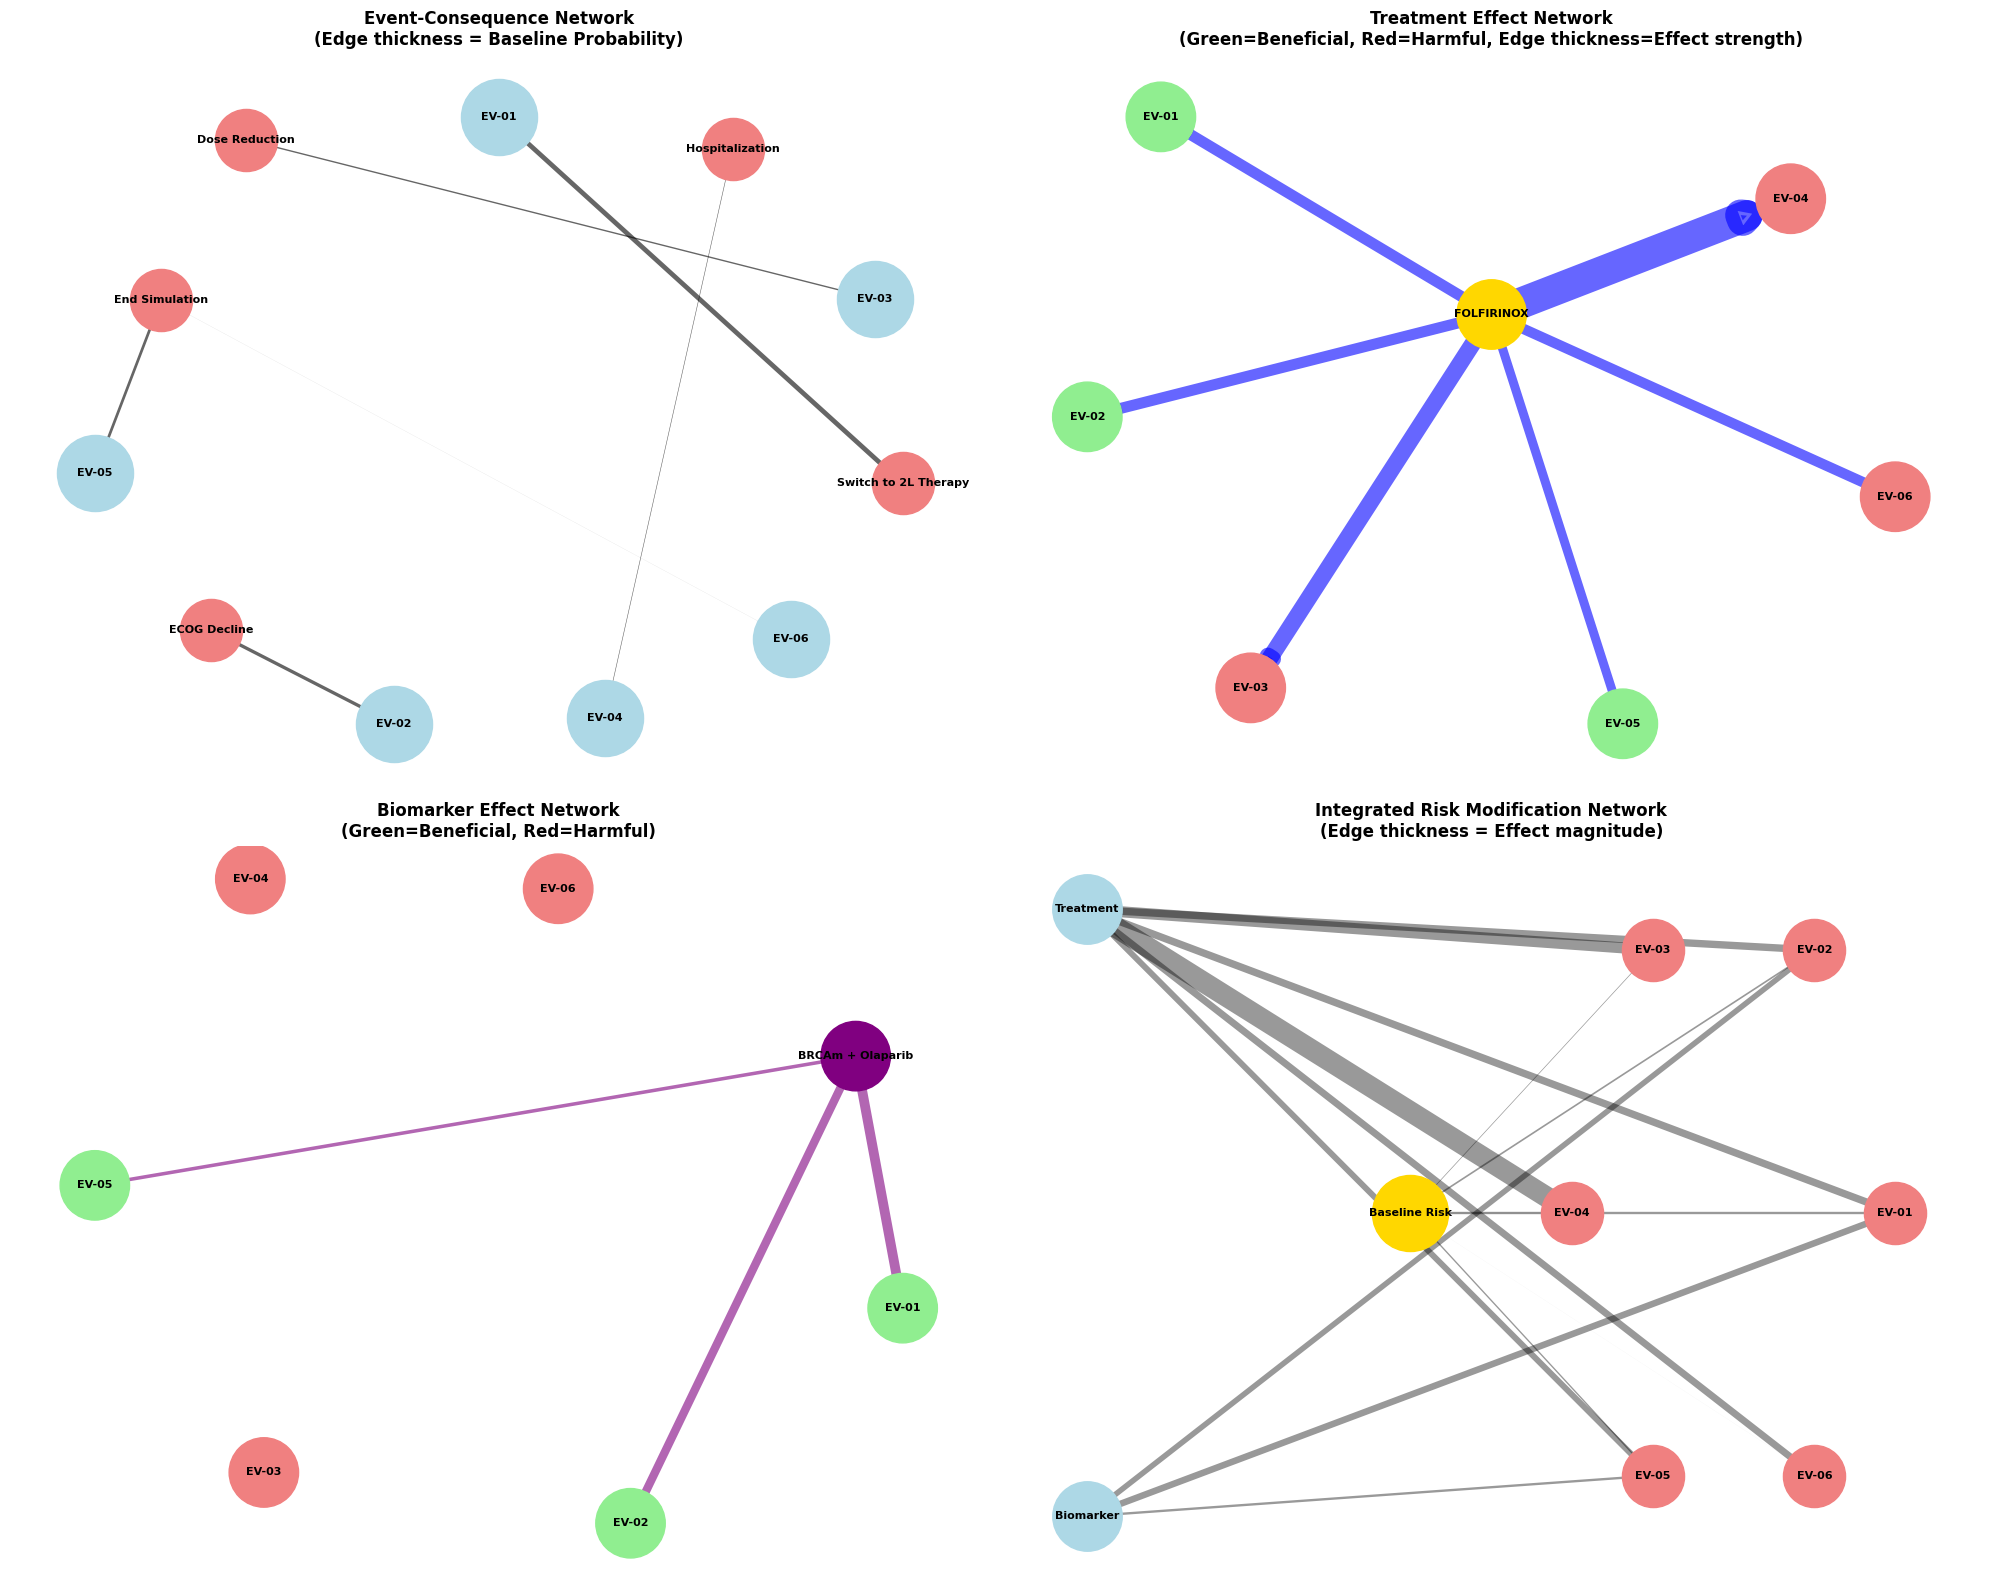 Event-Consequence Network
(Edge thickness = Baseline Probability)
EV-01
Dose Reduction
Hospitalization
EV-03
End Simulation
EV-05
Switch to 2L Therapy
ECOG Decline
EV-06
EV-04
EV-02
Treatment Effect Network
(Green=Beneficial, Red=Harmful, Edge thickness=Effect strength)
EV-01
EV-04
FOLFIRINOX
EV-02
EV-06
EV-03
EV-05
Biomarker Effect Network
(Green=Beneficial, Red=Harmful)
EV-04
EV-06
BRCAm + Olaparib
EV-05
EV-01
EV-03
EV-02
Integrated Risk Modification Network
(Edge thickness = Effect magnitude)
Treatment
EV-03
EV-02
Baseline Risk
EV-04
EV-01
EV-05
EV-06
Biomarker